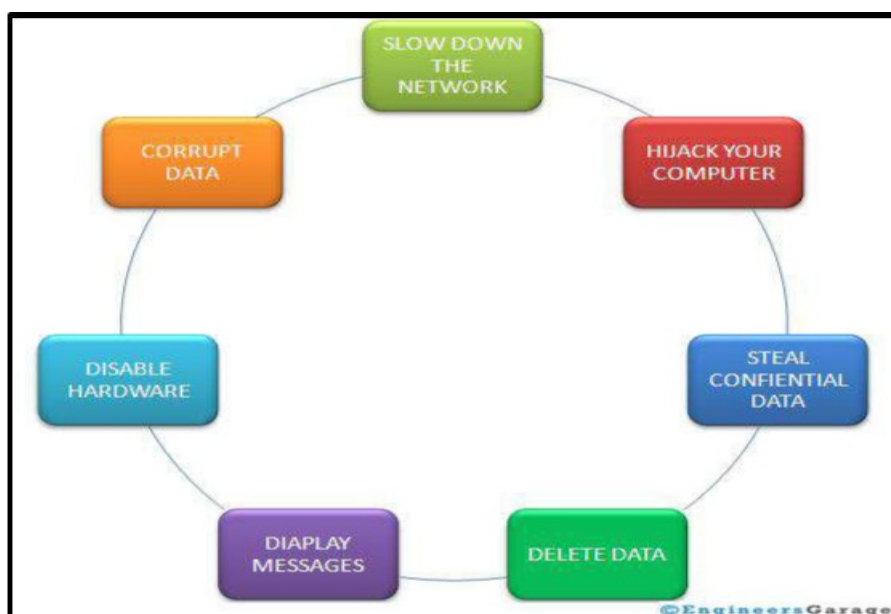 SLOW DOWN
THE
NETWORK
HIJACK YOUR
COMPUTER
STEAL
CONFIENTIAL
DATA
DELETE DATA
DIAPLAY
MESSAGES
DISABLE
HARDWARE
CORRUPT
DATA
©EngineersGarage